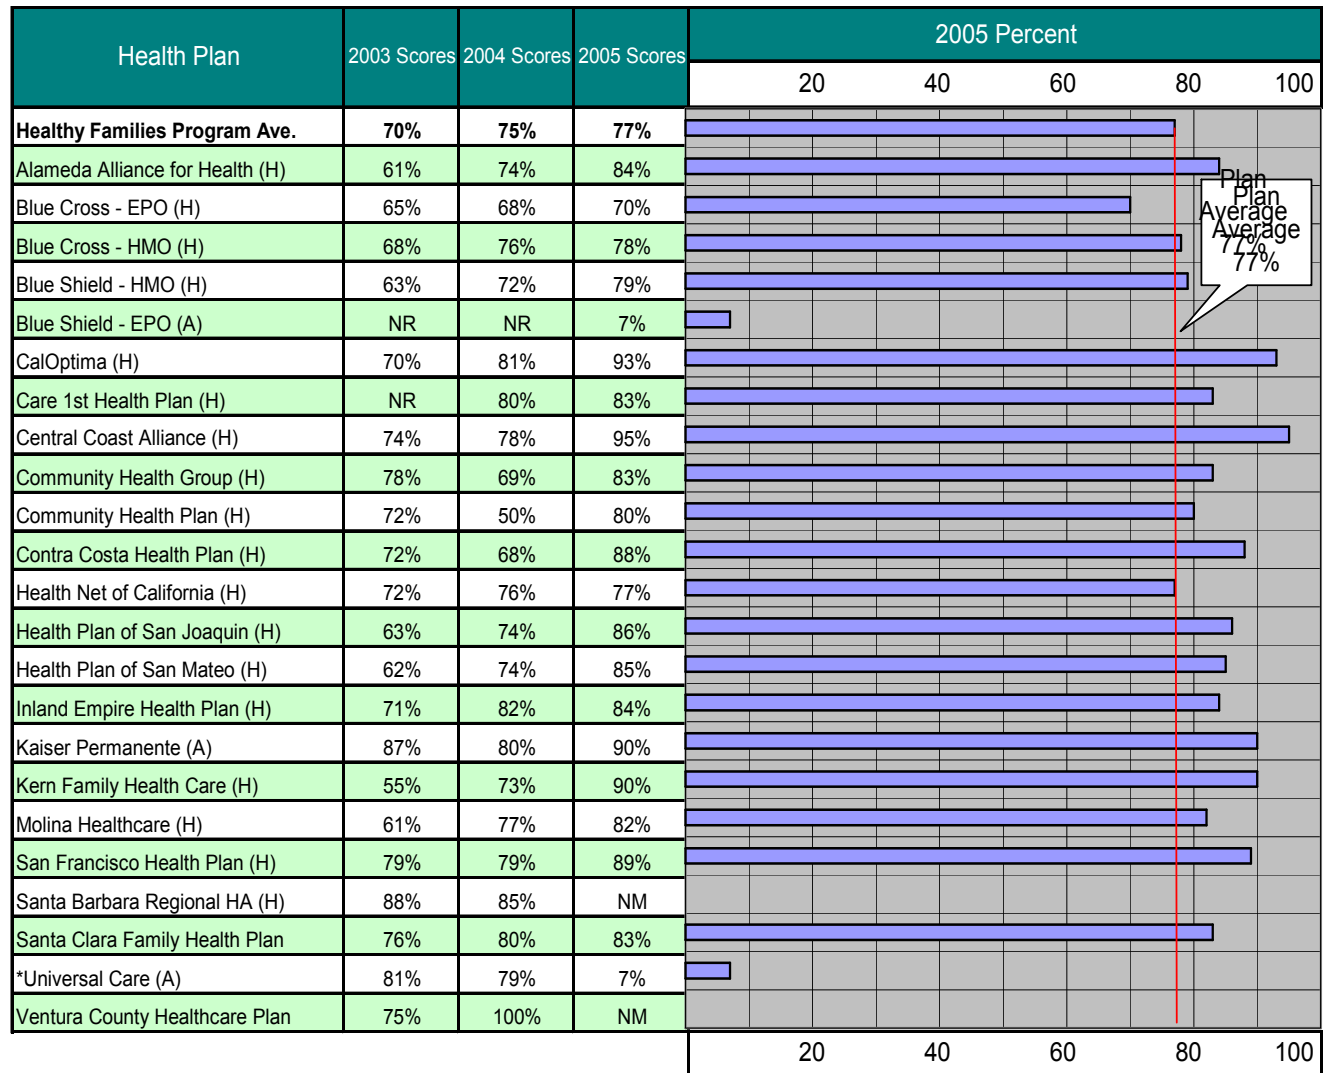 Health Plan 2003 Scores 2004 Scores 2005 Scores 2005 Percent
20 40 60 80 100
Healthy Families Program Ave. 70% 75% 77%
Alameda Alliance for Health (H) 61% 74% 84%
Blue Cross - EPO (H) 65% 68% 70%
Blue Cross - HMO (H) 68% 76% 78%
Blue Shield - HMO (H) 63% 72% 79%
Blue Shield - EPO (A) NR NR 7%
CalOptima (H) 70% 81% 93%
Care 1st Health Plan (H) NR 80% 83%
Central Coast Alliance (H) 74% 78% 95%
Community Health Group (H) 78% 69% 83%
Community Health Plan (H) 72% 50% 80%
Contra Costa Health Plan (H) 72% 68% 88%
Health Net of California (H) 72% 76% 77%
Health Plan of San Joaquin (H) 63% 74% 86%
Health Plan of San Mateo (H) 62% 74% 85%
Inland Empire Health Plan (H) 71% 82% 84%
Kaiser Permanente (A) 87% 80% 90%
Kern Family Health Care (H) 55% 73% 90%
Molina Healthcare (H) 61% 77% 82%
San Francisco Health Plan (H) 79% 79% 89%
Santa Barbara Regional HA (H) 88% 85% NM
Santa Clara Family Health Plan 76% 80% 83%
*Universal Care (A) 81% 79% 7%
Ventura County Healthcare Plan 75% 100% NM
Plan
Average
77%
Plan
Average
77%
20 40 60 80 100